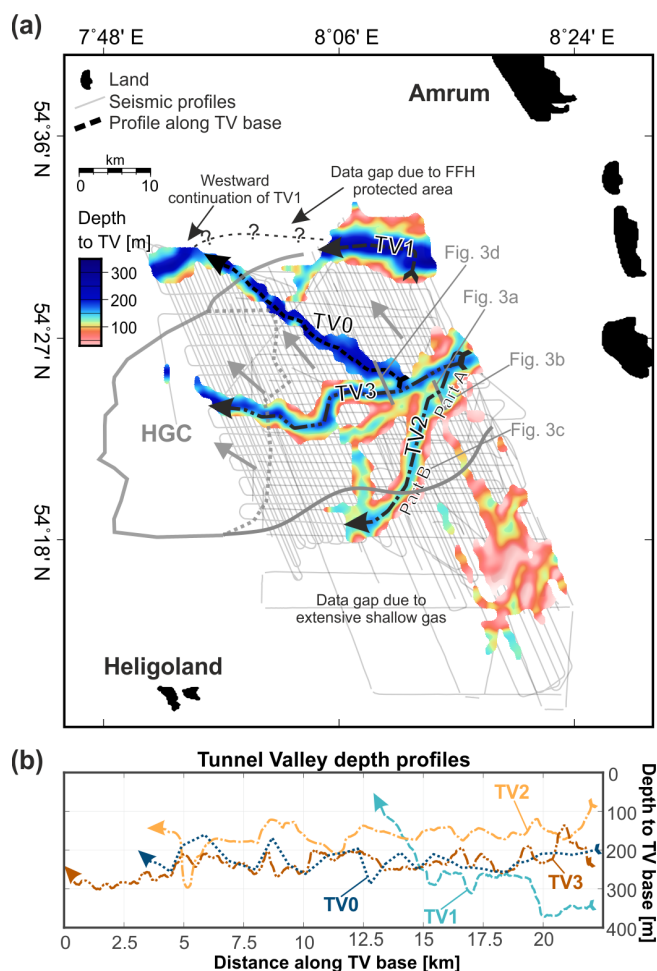 (a)
7°48' E
8°06' E
8°24' E
Land
Seismic profiles
Profile along TV base
Amrum
54°36' N
km
0
10
Westward
continuation of TV1
Data gap due to FFH
protected area
Depth
to TV [m]
300
200
100
?
?
?
TV1
Fig. 3d
Fig. 3a
TV0
54°27' N
Fig. 3b
TV3
Part A
HGC
TV2
Fig. 3c
Part B
54°18' N
Data gap due to
extensive shallow gas
Heligoland
(b)
Tunnel Valley depth profiles
Depth to TV base
[m]
0
100
200
300
400
TV2
TV3
TV0
TV1
0
2.5
5
7.5
10
12.5
15
17.5
20
Distance along TV base [km]